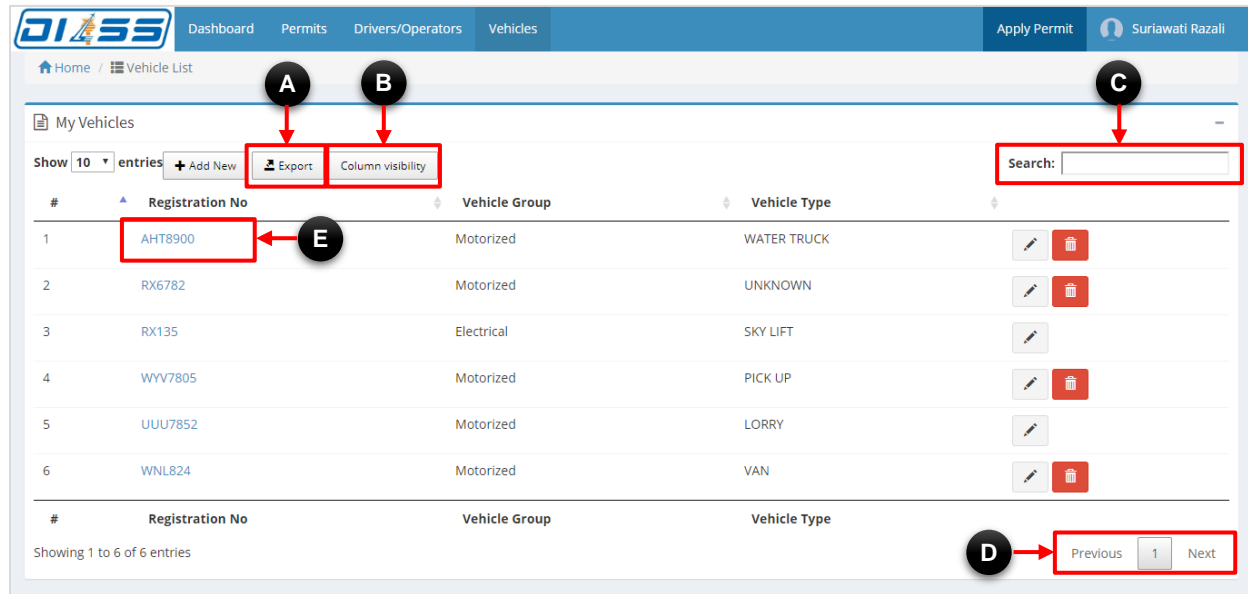 DIASS Dashboard Permits Drivers/Operators Vehicles Apply Permit Suriawati Razali
Home / Vehicle List
A B C
My Vehicles
Show 10 entries Add New Export Column visibility Search:
# Registration No Vehicle Group Vehicle Type
1 AHT8900 E Motorized WATER TRUCK
2 RX6782 Motorized UNKNOWN
3 RX135 Electrical SKY LIFT
4 WYV7805 Motorized PICK UP
5 UUU7852 Motorized LORRY
6 WNL824 Motorized VAN
# Registration No Vehicle Group Vehicle Type
Showing 1 to 6 of 6 entries D Previous 1 Next